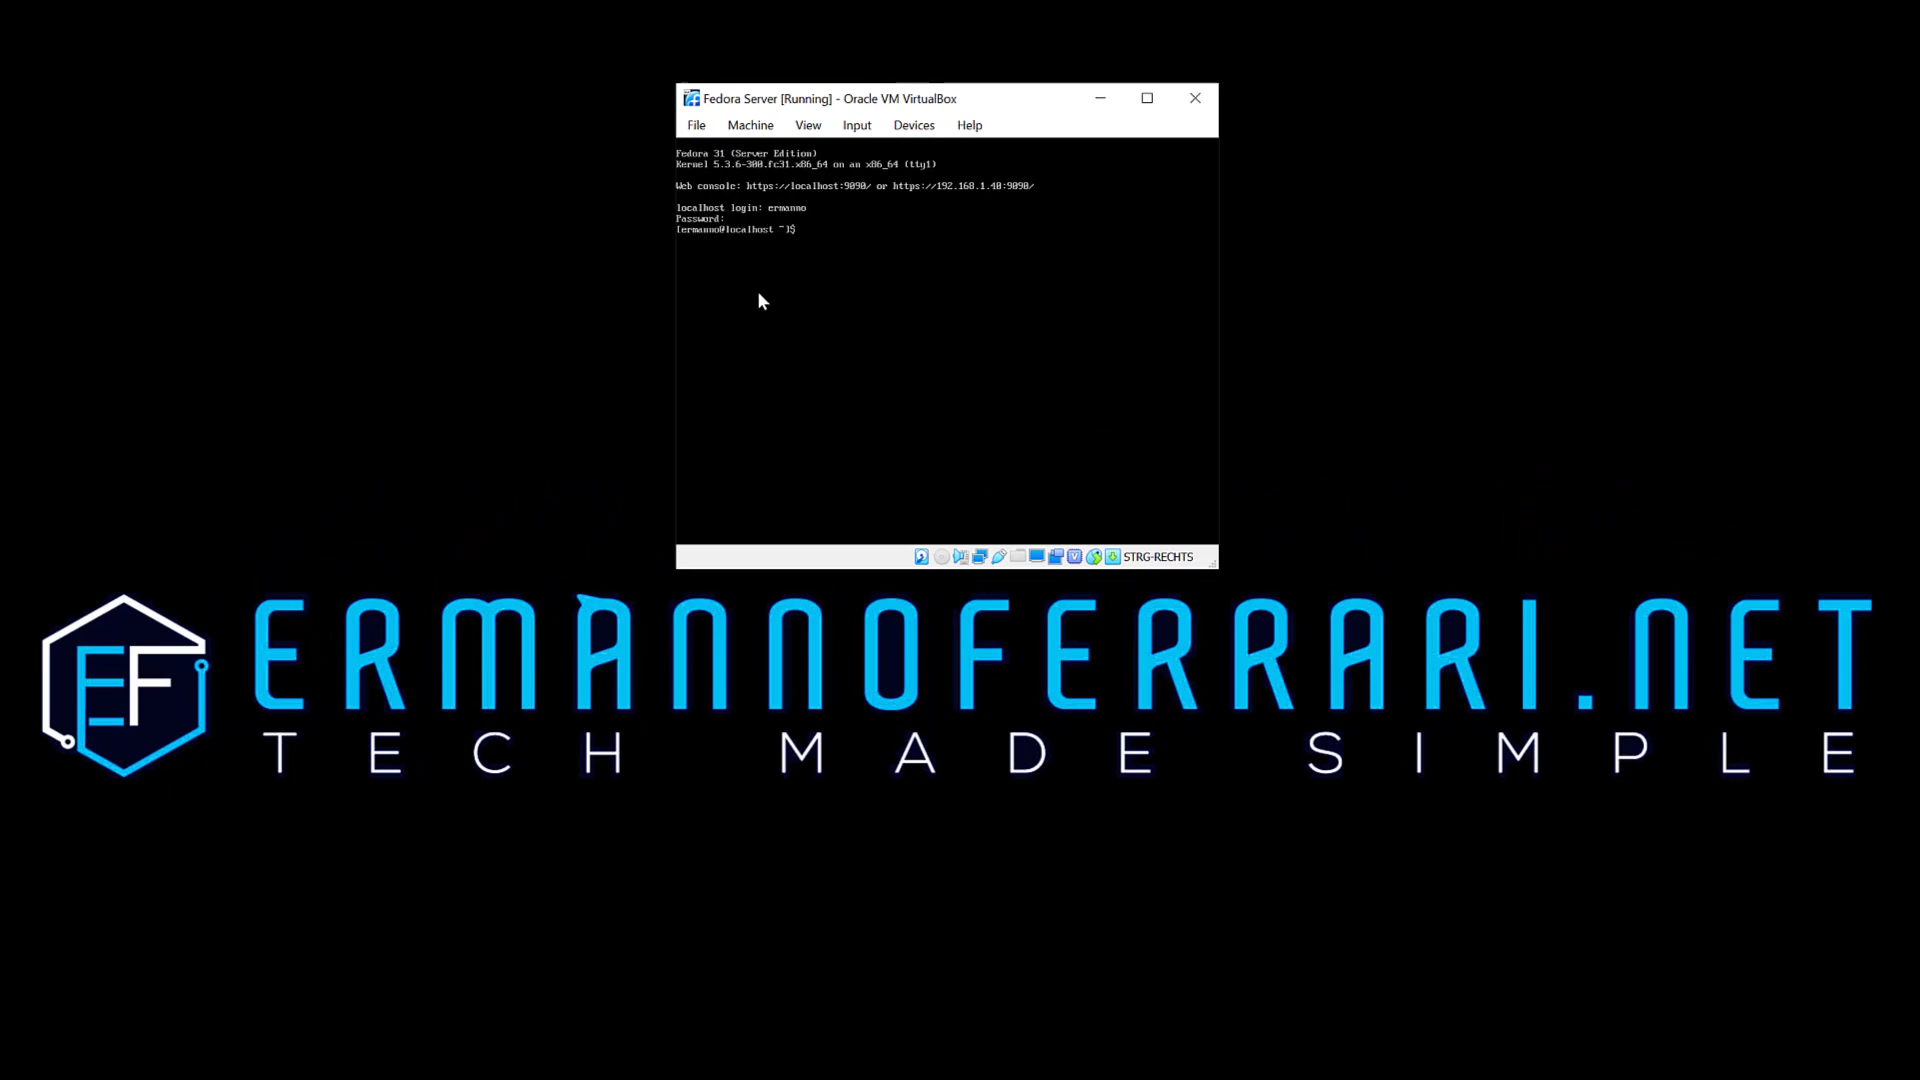 Fedora Server [Running] - Oracle VM VirtualBox
File Machine View Input Devices Help
Fedora 31 (Server Edition)
Kernel 5.3.6-300.fc31.x86_64 on an x86_64 (tty1)
Web console: https://localhost:9090/ or https://192.168.1.40:9090/
localhost login: ermanno
Password:
[ermanno@localhost ~]$
STRG-RECHTS
EF
ERMANNOFERRARI.NET
TECH MADE SIMPLE